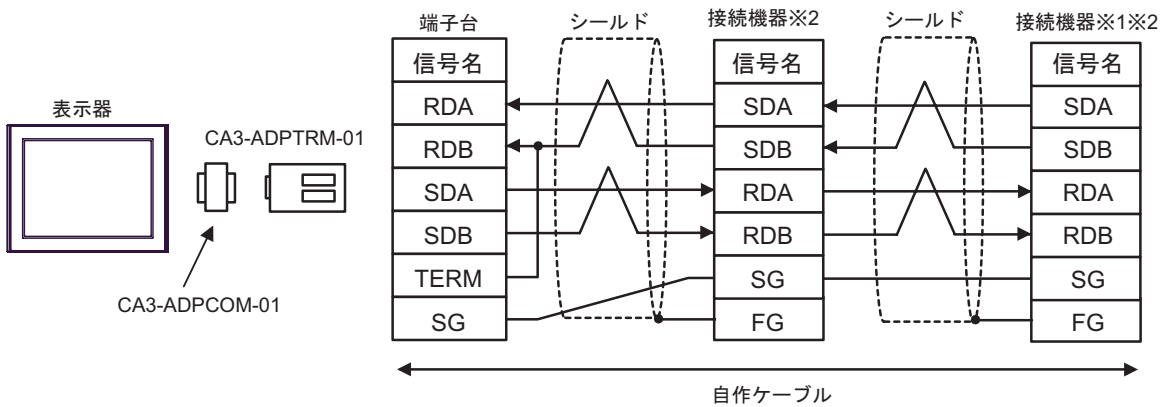 端子台
シールド
接続機器※2
シールド
接続機器※1※2
信号名
信号名
信号名
RDA
SDA
SDA
表示器
CA3-ADPTRM-01
RDB
SDB
SDB
SDA
RDA
RDA
SDB
RDB
RDB
TERM
SG
SG
CA3-ADPCOM-01
SG
FG
FG
自作ケーブル